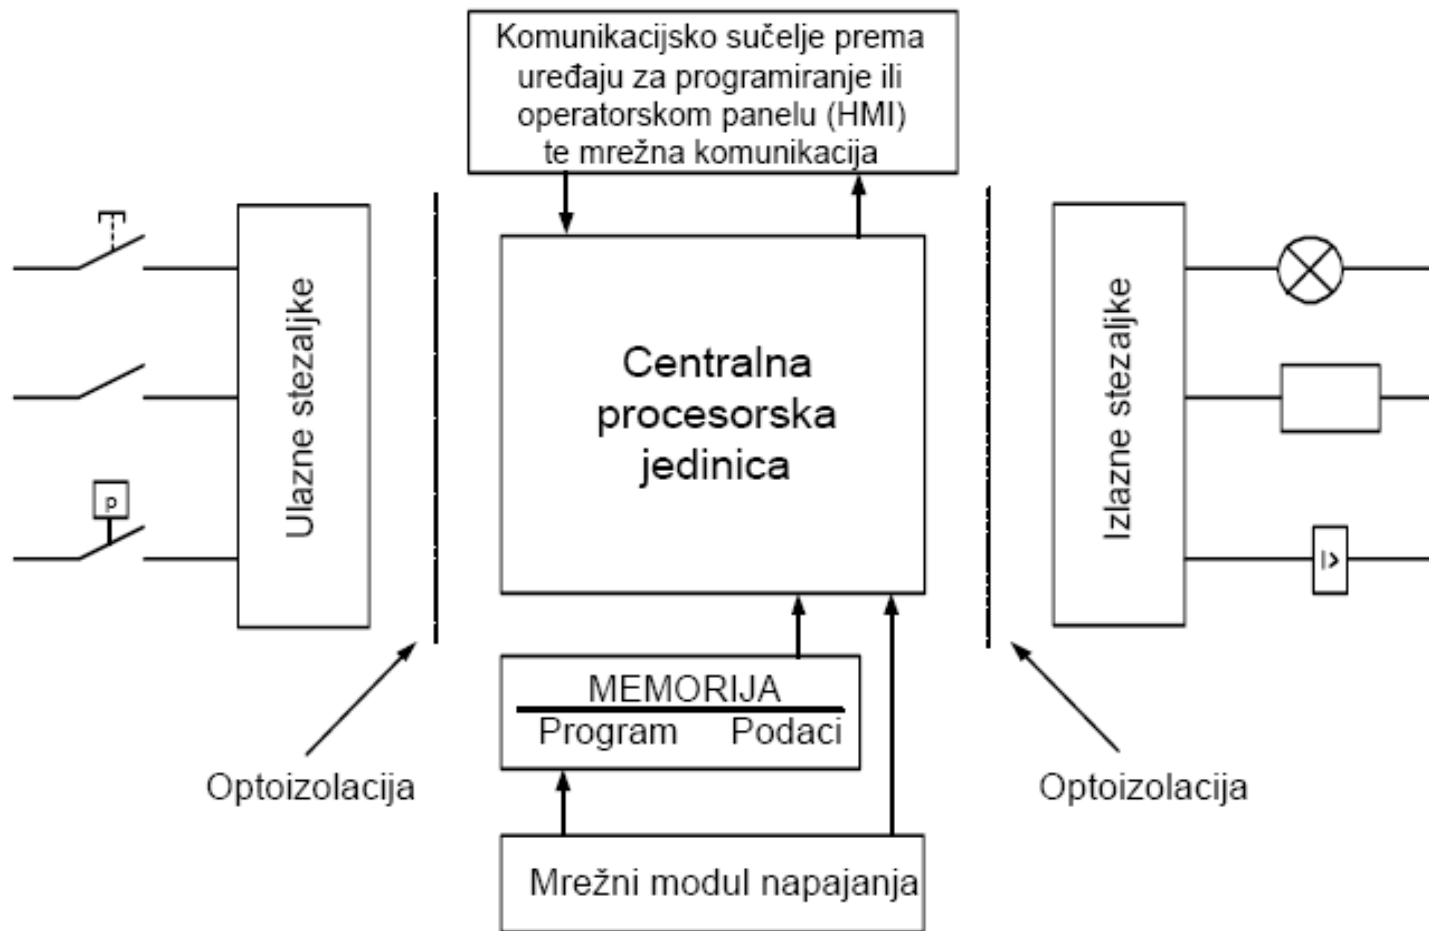 Komunikacijsko sučelje prema
uređaju za programiranje ili
operatorskom panelu (HMI)
te mrežna komunikacija
Ulazne stezaljke
p
Centralna
procesorska
jedinica
Izlazne stezaljke
MEMORIJA
Program Podaci
Optoizolacija
Optoizolacija
Mrežni modul napajanja